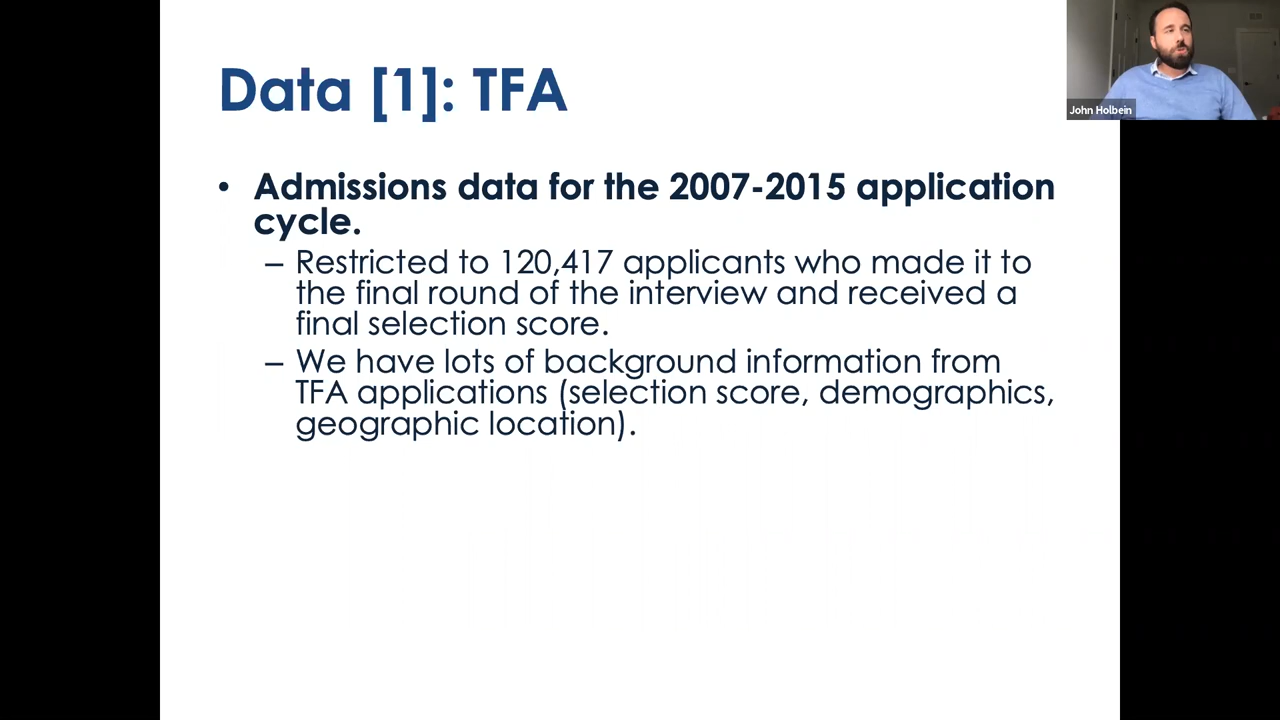 Data [1]: TFA
• Admissions data for the 2007-2015 application
cycle.
– Restricted to 120,417 applicants who made it to
the final round of the interview and received a
final selection score.
– We have lots of background information from
TFA applications (selection score, demographics,
geographic location).
John Holbein